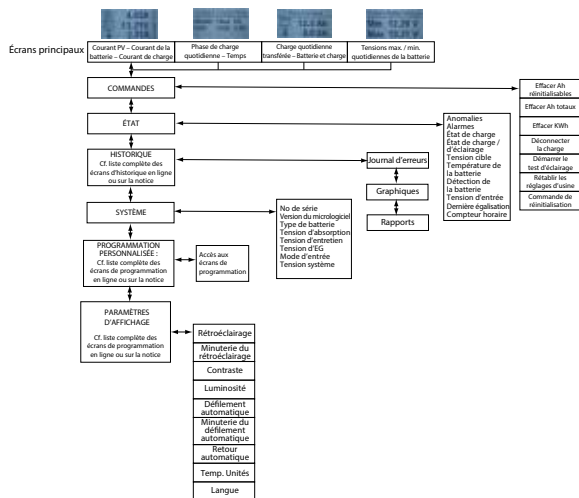 Écrans principaux
Courant PV – Courant de la
batterie – Courant de charge
Phase de charge
quotidienne – Temps
Charge quotidienne
transférée – Batterie et charge
Tensions max. / min.
quotidiennes de la batterie
COMMANDES
Effacer Ah
réinitialisables
Effacer Ah totaux
Effacer KWh
Déconnecter
la charge
Démarrer le
test d'éclairage
Rétablir les
réglages d'usine
Commande de
réinitialisation
ÉTAT
Anomalies
Alarmes
État de charge
État de charge /
d'éclairage
Tension cible
Température de
la batterie
Détection de
la batterie
Tension d'entrée
Dernière égalisation
Compteur horaire
HISTORIQUE
Cf. liste complète des
écrans d'historique en ligne
ou sur la notice
Journal d'erreurs
Graphiques
Rapports
SYSTÈME
No de série
Version du micrologiciel
Type de batterie
Tension d'absorption
Tension d'entretien
Tension d'EG
Mode d'entrée
Tension système
PROGRAMMATION
PERSONNALISÉE :
Cf. liste complète des
écrans de programmation
en ligne ou sur la notice
Accès aux
écrans de
programmation
PARAMÈTRES
D'AFFICHAGE
Cf. liste complète des
écrans de programmation
en ligne ou sur la notice
Rétroéclairage
Minuterie du
rétroéclairage
Contraste
Luminosité
Défilement
automatique
Minuterie du
défilement
automatique
Retour
automatique
Temp. Unités
Langue